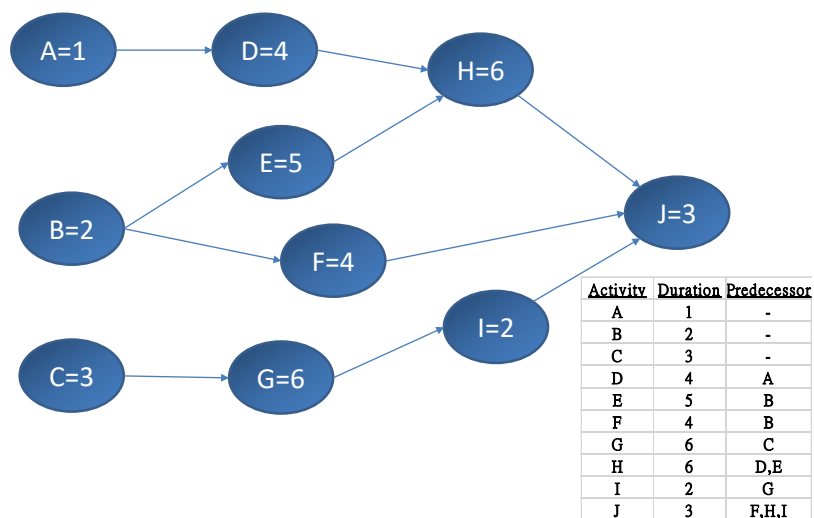 A=1
D=4
H=6
E=5
B=2
J=3
F=4
I=2
C=3
G=6
Activity Duration Predecessor
A 1 -
B 2 -
C 3 -
D 4 A
E 5 B
F 4 B
G 6 C
H 6 D,E
I 2 G
J 3 F,H,I